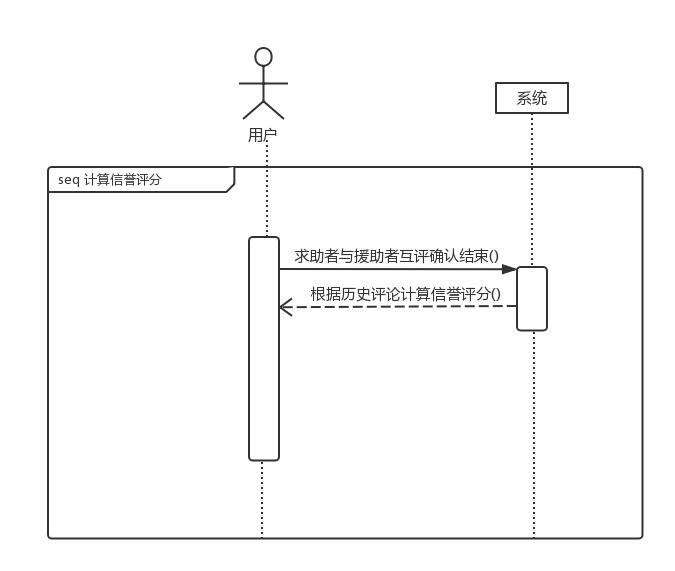 用户
系统
seq 计算信誉评分
求助者与援助者互评确认结束()
根据历史评论计算信誉评分()